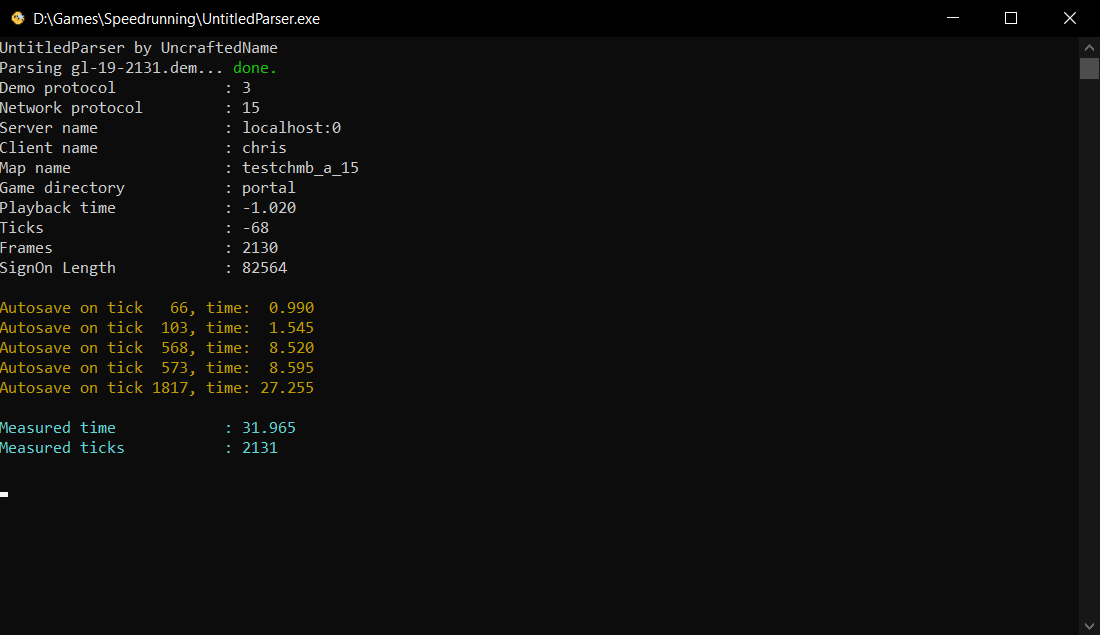 D:\Games\Speedrunning\UntitledParser.exe
UntitledParser by UncraftedName
Parsing gl-19-2131.dem... done.
Demo protocol            : 3
Network protocol         : 15
Server name              : localhost:0
Client name              : chris
Map name                 : testchmb_a_15
Game directory           : portal
Playback time            : -1.020
Ticks                    : -68
Frames                   : 2130
SignOn Length            : 82564
Autosave on tick   66, time:  0.990
Autosave on tick  103, time:  1.545
Autosave on tick  568, time:  8.520
Autosave on tick  573, time:  8.595
Autosave on tick 1817, time: 27.255
Measured time            : 31.965
Measured ticks           : 2131